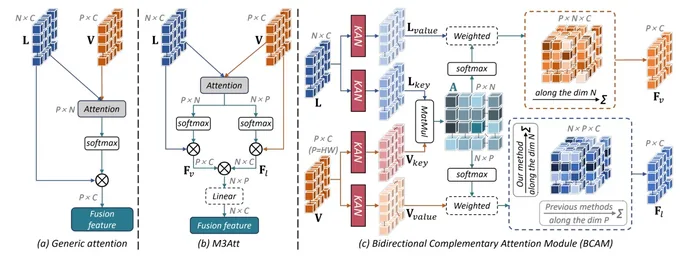 N × C
P × C
L
V
Attention
P × N
softmax
P × C
Fusion
feature
(a) Generic attention
N × C
P × C
L
V
Attention
P × N
N × P
softmax
softmax
P × C
N × C
F_v
F_l
N × P
Linear
N × C
Fusion feature
(b) M3Att
N × C
L
KAN
KAN
L_value
L_key
P × C
(P=HW)
V
KAN
KAN
V_key
V_value
MatMul
Weighted
softmax
A
P × N
N × P
softmax
Weighted
P × N × C
along the dim N
Σ
P × C
F_v
Our method
along the dim N
Σ
N × P × C
Previous methods
along the dim P
Σ
P × C
F_l
(c) Bidirectional Complementary Attention Module (BCAM)